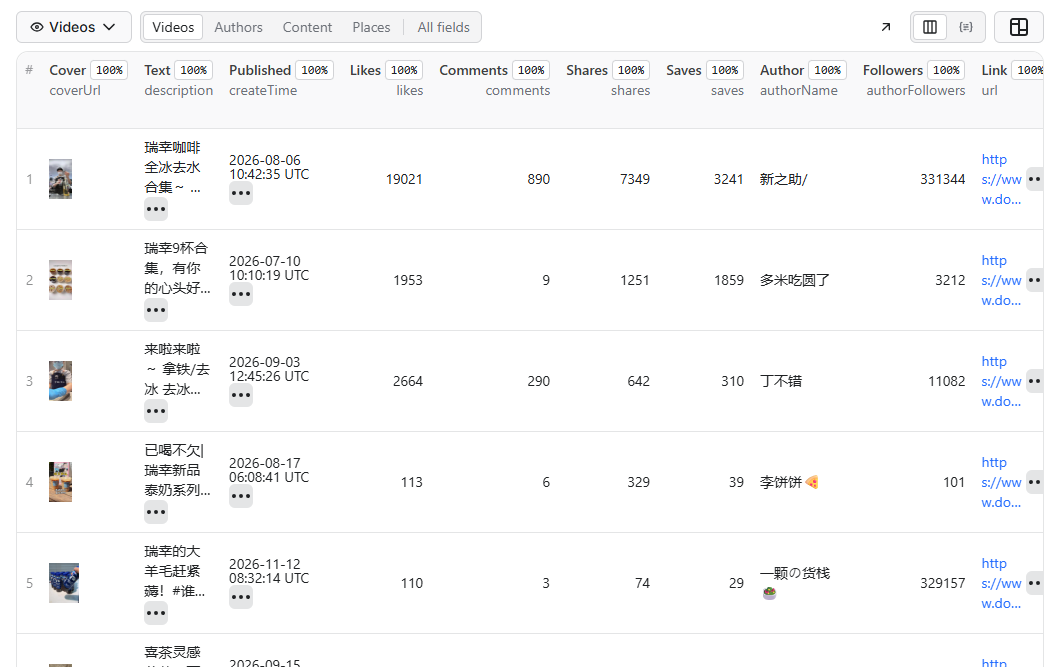 Videos
Videos Authors Content Places All fields
# Cover 100% Text 100% Published 100% Likes 100% Comments 100% Shares 100% Saves 100% Author 100% Followers 100% Link 100%
coverUrl description createTime likes comments shares saves authorName authorFollowers url
1
瑞幸咖啡
全冰去水
合集～ ...
2026-08-06
10:42:35 UTC
19021
890
7349
3241
新之助/
331344
http
s://ww
w.do...
2
瑞幸9杯合
集，有你
的心头好...
2026-07-10
10:10:19 UTC
1953
9
1251
1859
多米吃圆了
3212
http
s://ww
w.do...
3
来啦来啦
～ 拿铁/去
冰 去冰...
2026-09-03
12:45:26 UTC
2664
290
642
310
丁不错
11082
http
s://ww
w.do...
4
已喝不欠|
瑞幸新品
泰奶系列...
2026-08-17
06:08:41 UTC
113
6
329
39
李饼饼🍕
101
http
s://ww
w.do...
5
瑞幸的大
羊毛赶紧
薅！#谁...
2026-11-12
08:32:14 UTC
110
3
74
29
一颗の货栈
🥗
329157
http
s://ww
w.do...
喜茶灵感
2026-09-15
http